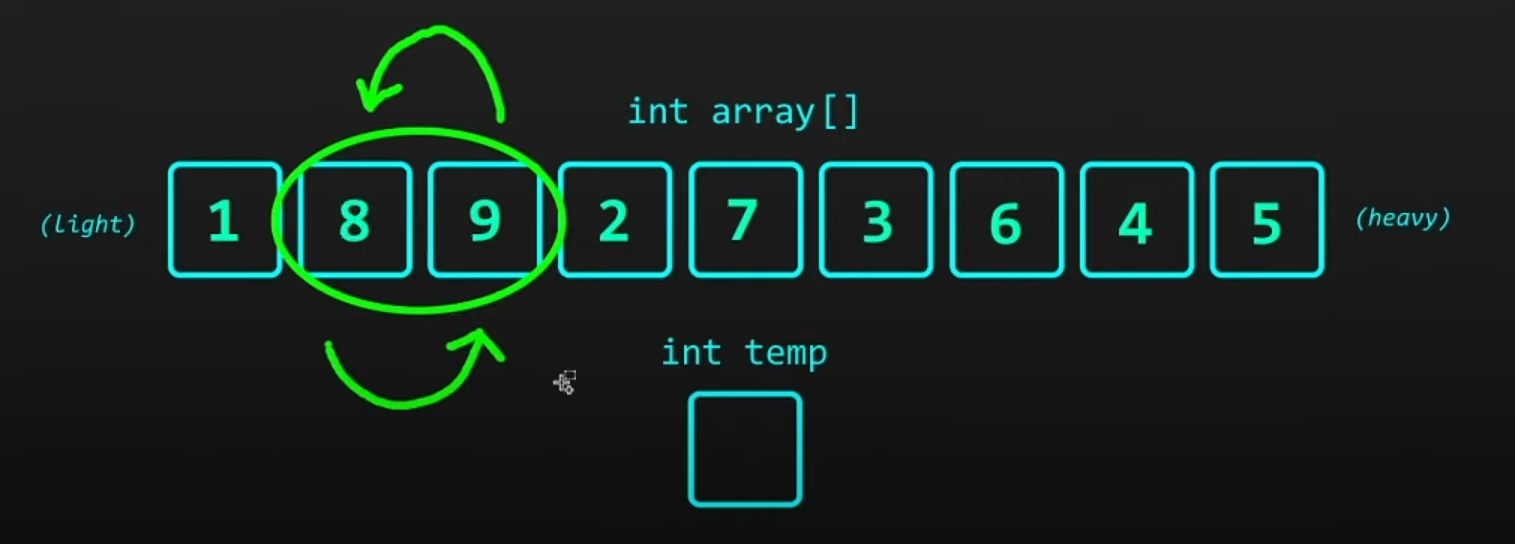 int array[]
(light) 1 8 9 2 7 3 6 4 5 (heavy)
int temp